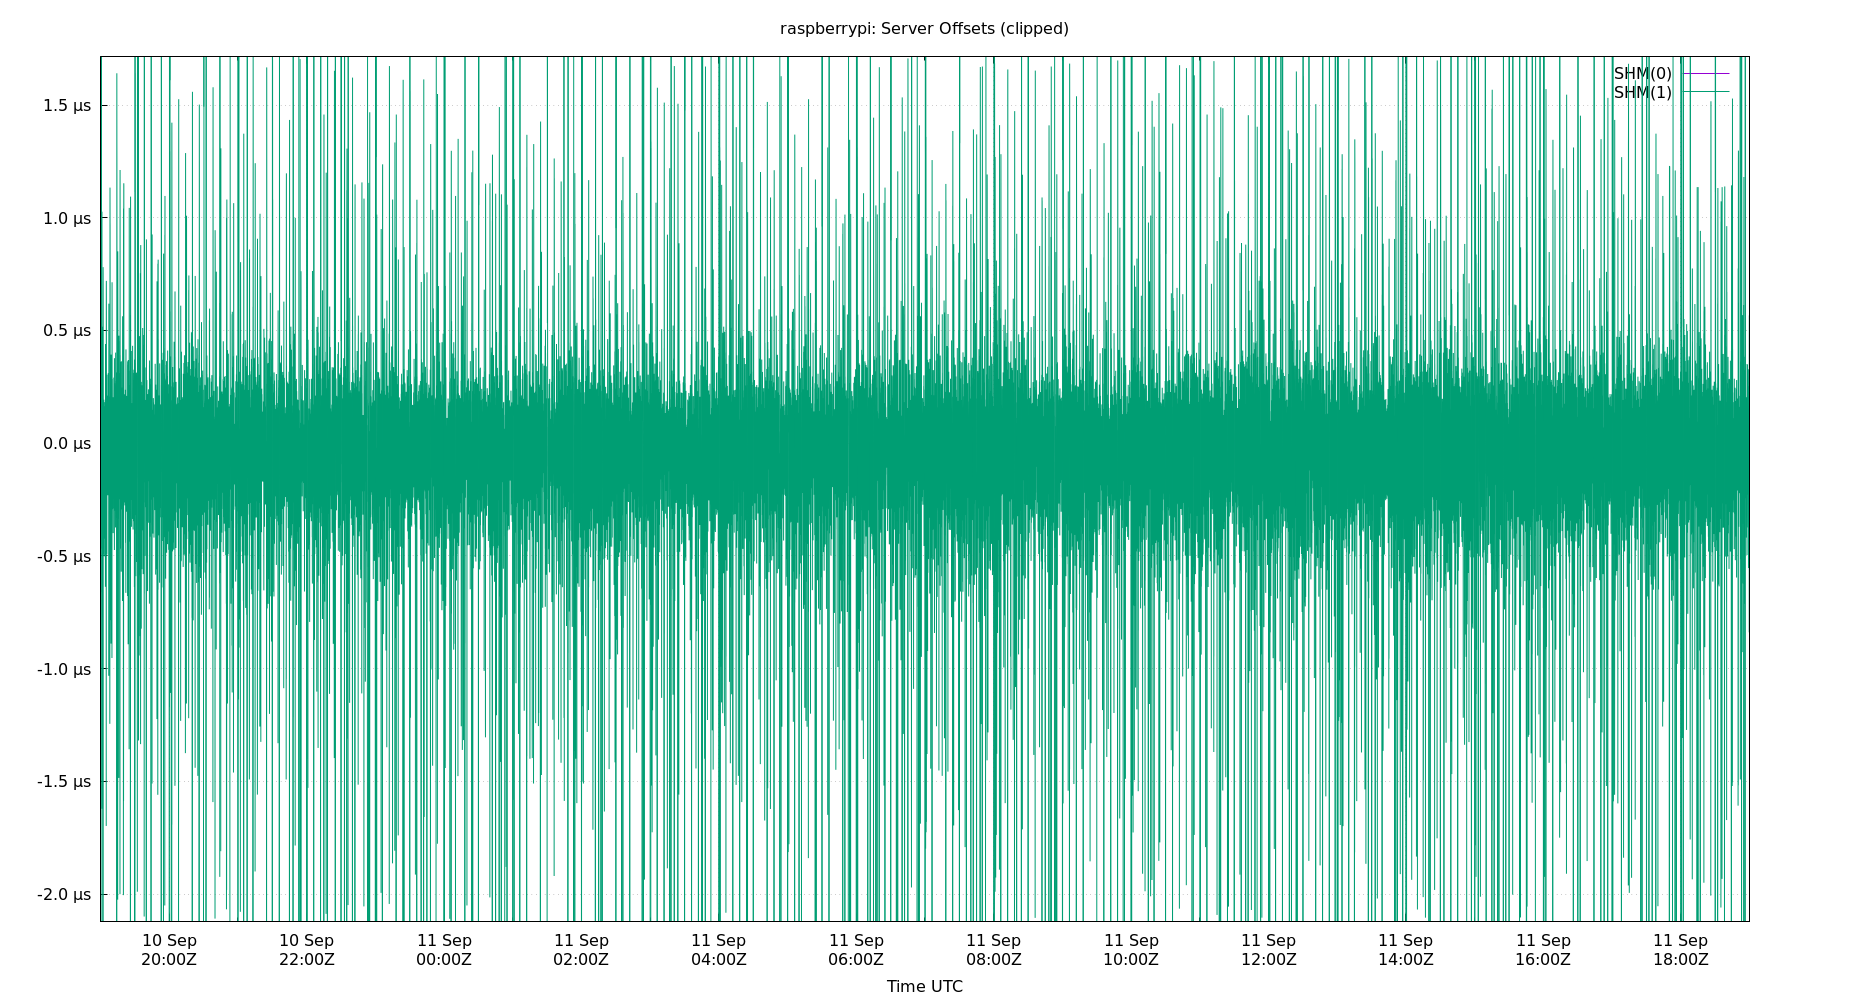 raspberrypi: Server Offsets (clipped)
SHM(0)
SHM(1)
1.5 µs
1.0 µs
0.5 µs
0.0 µs
-0.5 µs
-1.0 µs
-1.5 µs
-2.0 µs
10 Sep 10 Sep 11 Sep 11 Sep 11 Sep 11 Sep 11 Sep 11 Sep 11 Sep 11 Sep 11 Sep 11 Sep
20:00Z 22:00Z 00:00Z 02:00Z 04:00Z 06:00Z 08:00Z 10:00Z 12:00Z 14:00Z 16:00Z 18:00Z
Time UTC